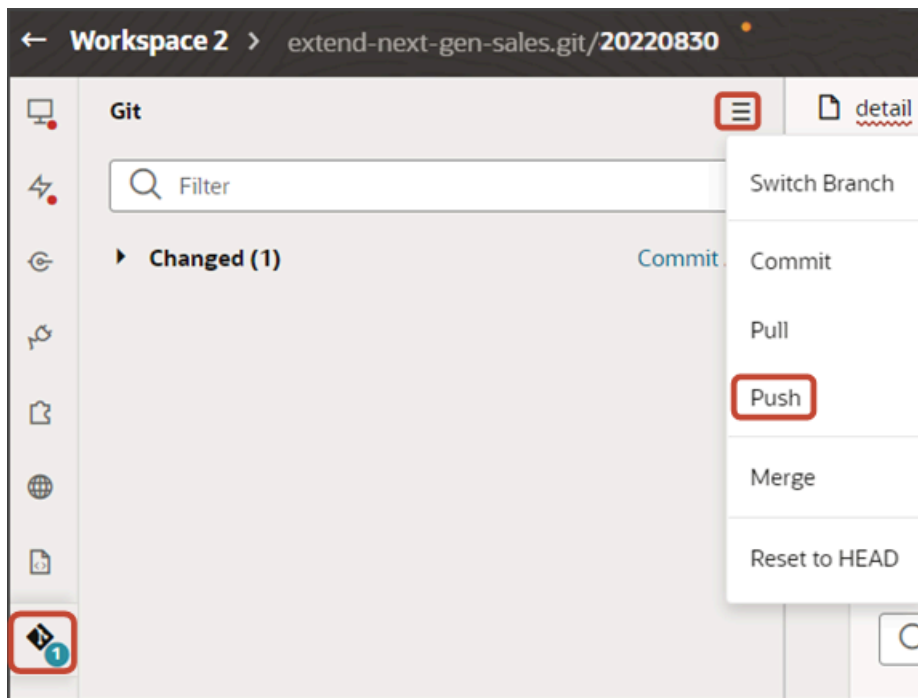 ← Workspace 2 > extend-next-gen-sales.git/20220830
Git
detail
Filter
Switch Branch
Changed (1)
Commit
Commit
Pull
Push
Merge
Reset to HEAD
1